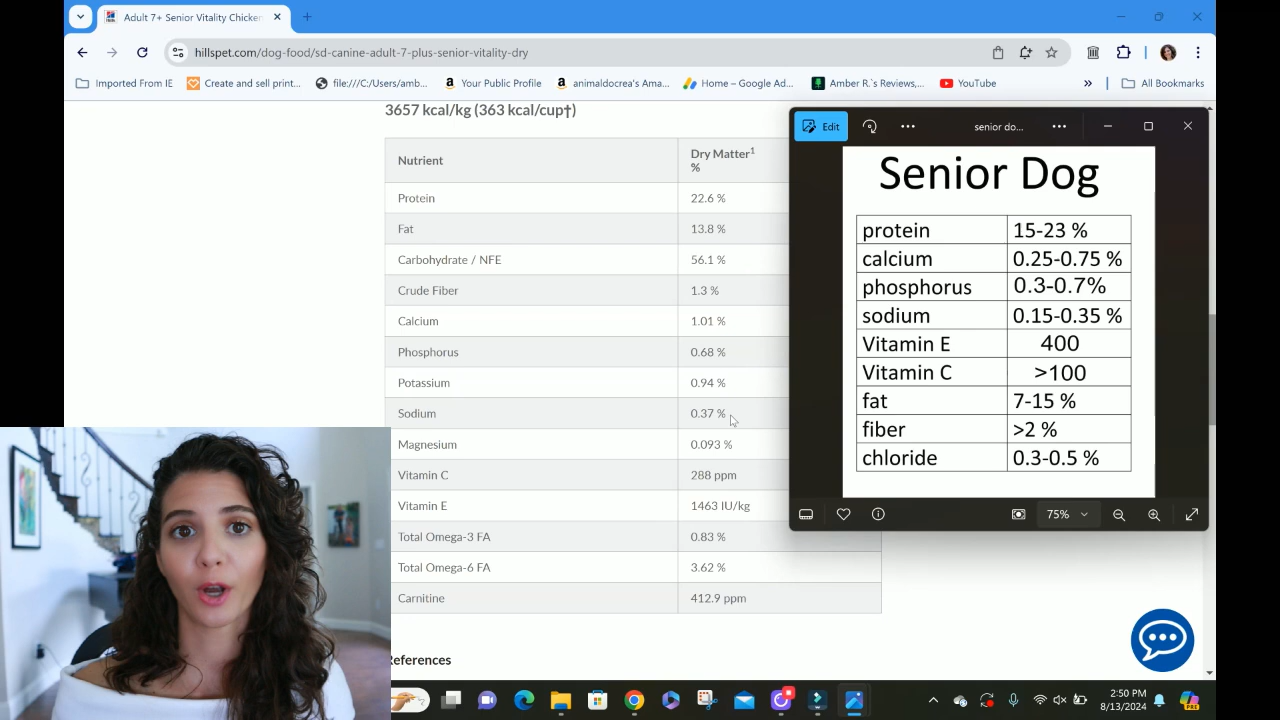 Adult 7+ Senior Vitality Chicken
hillspet.com/dog-food/sd-canine-adult-7-plus-senior-vitality-dry
Imported From IE
Create and sell print...
file:///C:/Users/amb...
Your Public Profile
animaldocrea's Ama...
Home – Google Ad...
Amber R.`s Reviews,...
YouTube
»
All Bookmarks
3657 kcal/kg (363 kcal/cup†)
Nutrient Dry Matter1 %
Protein 22.6 %
Fat 13.8 %
Carbohydrate / NFE 56.1 %
Crude Fiber 1.3 %
Calcium 1.01 %
Phosphorus 0.68 %
Potassium 0.94 %
Sodium 0.37 %
Magnesium 0.093 %
Vitamin C 288 ppm
Vitamin E 1463 IU/kg
Total Omega-3 FA 0.83 %
Total Omega-6 FA 3.62 %
Carnitine 412.9 ppm
References
Edit
senior do...
Senior Dog
protein 15-23 %
calcium 0.25-0.75 %
phosphorus 0.3-0.7%
sodium 0.15-0.35 %
Vitamin E 400
Vitamin C >100
fat 7-15 %
fiber >2 %
chloride 0.3-0.5 %
75%
2:50 PM
8/13/2024